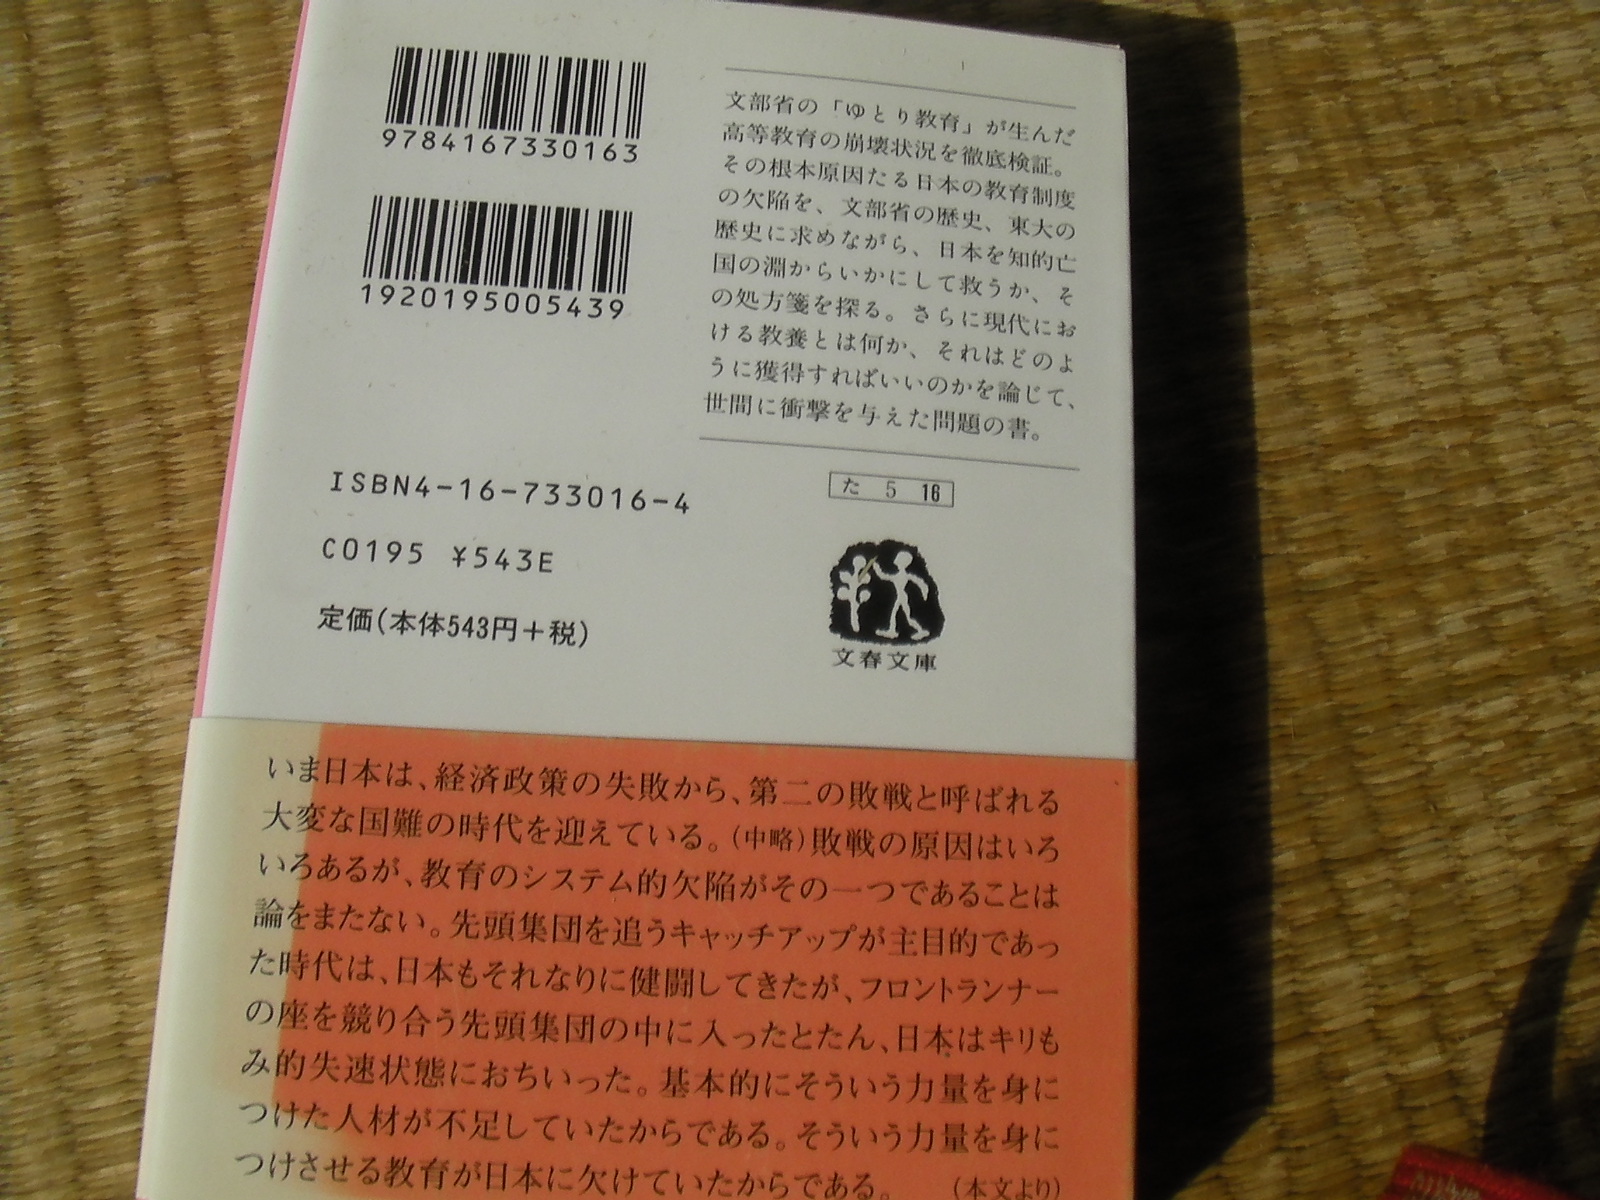 9784167330163
1920195005439
ISBN4-16-733016-4
C0195 ¥543E
定価(本体543円+税)
文部省の「ゆとり教育」が生んだ
高等教育の崩壊状況を徹底検証。
その根本原因たる日本の教育制度
の欠陥を、文部省の歴史、東大の
歴史に求めながら、日本を知的亡
国の淵からいかにして救うか、そ
の処方箋を探る。さらに現代にお
ける教養とは何か、それはどのよ
うに獲得すればいいのかを論じて、
世間に衝撃を与えた問題の書。
た 5 16
文春文庫
いま日本は、経済政策の失敗から、第二の敗戦と呼ばれる
大変な国難の時代を迎えている。(中略)敗戦の原因はいろ
いろあるが、教育のシステム的欠陥がその一つであることは
論をまたない。先頭集団を追うキャッチアップが主目的であっ
た時代は、日本もそれなりに健闘してきたが、フロントランナー
の座を競り合う先頭集団の中に入ったとたん、日本はキリも
み的失速状態におちいった。基本的にそういう力量を身に
つけた人材が不足していたからである。そういう力量を身に
つけさせる教育が日本に欠けていたからである。 (本文より)